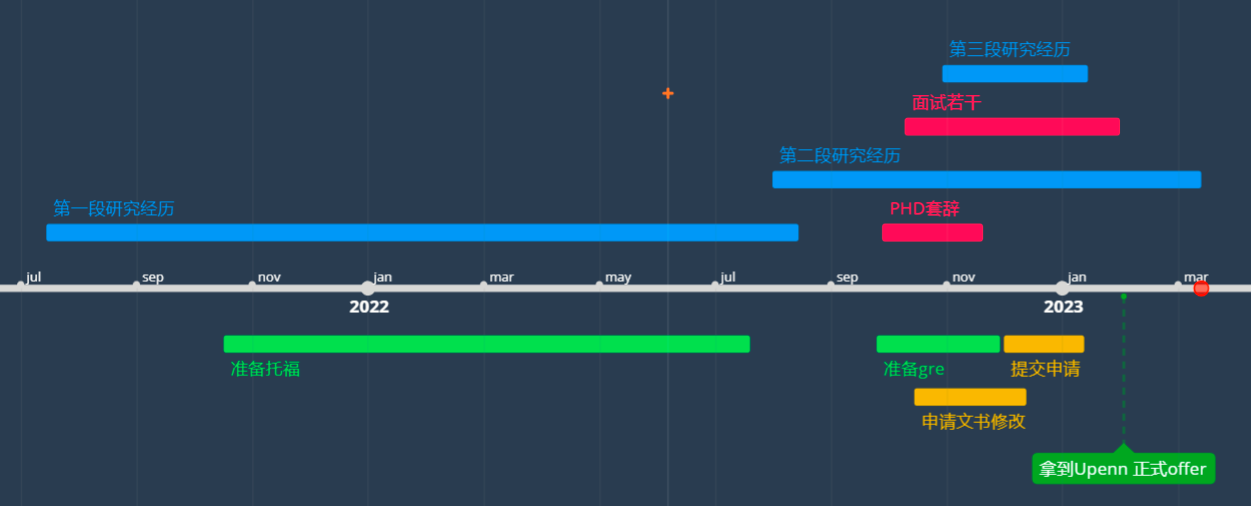 第三段研究经历
面试若干
第二段研究经历
第一段研究经历
PHD套辞
jul sep nov jan mar may jul sep nov jan mar
2022 2023
准备托福
准备gre
提交申请
申请文书修改
拿到Upenn 正式offer